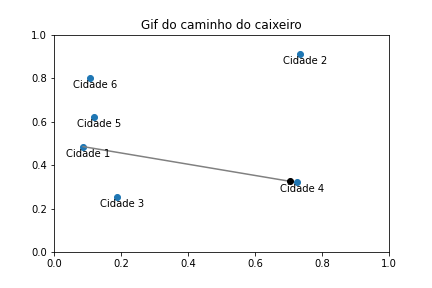 Gif do caminho do caixeiro
1.0
0.8
0.6
0.4
0.2
0.0
Cidade 2
Cidade 6
Cidade 5
Cidade 1
Cidade 4
Cidade 3
0.0 0.2 0.4 0.6 0.8 1.0